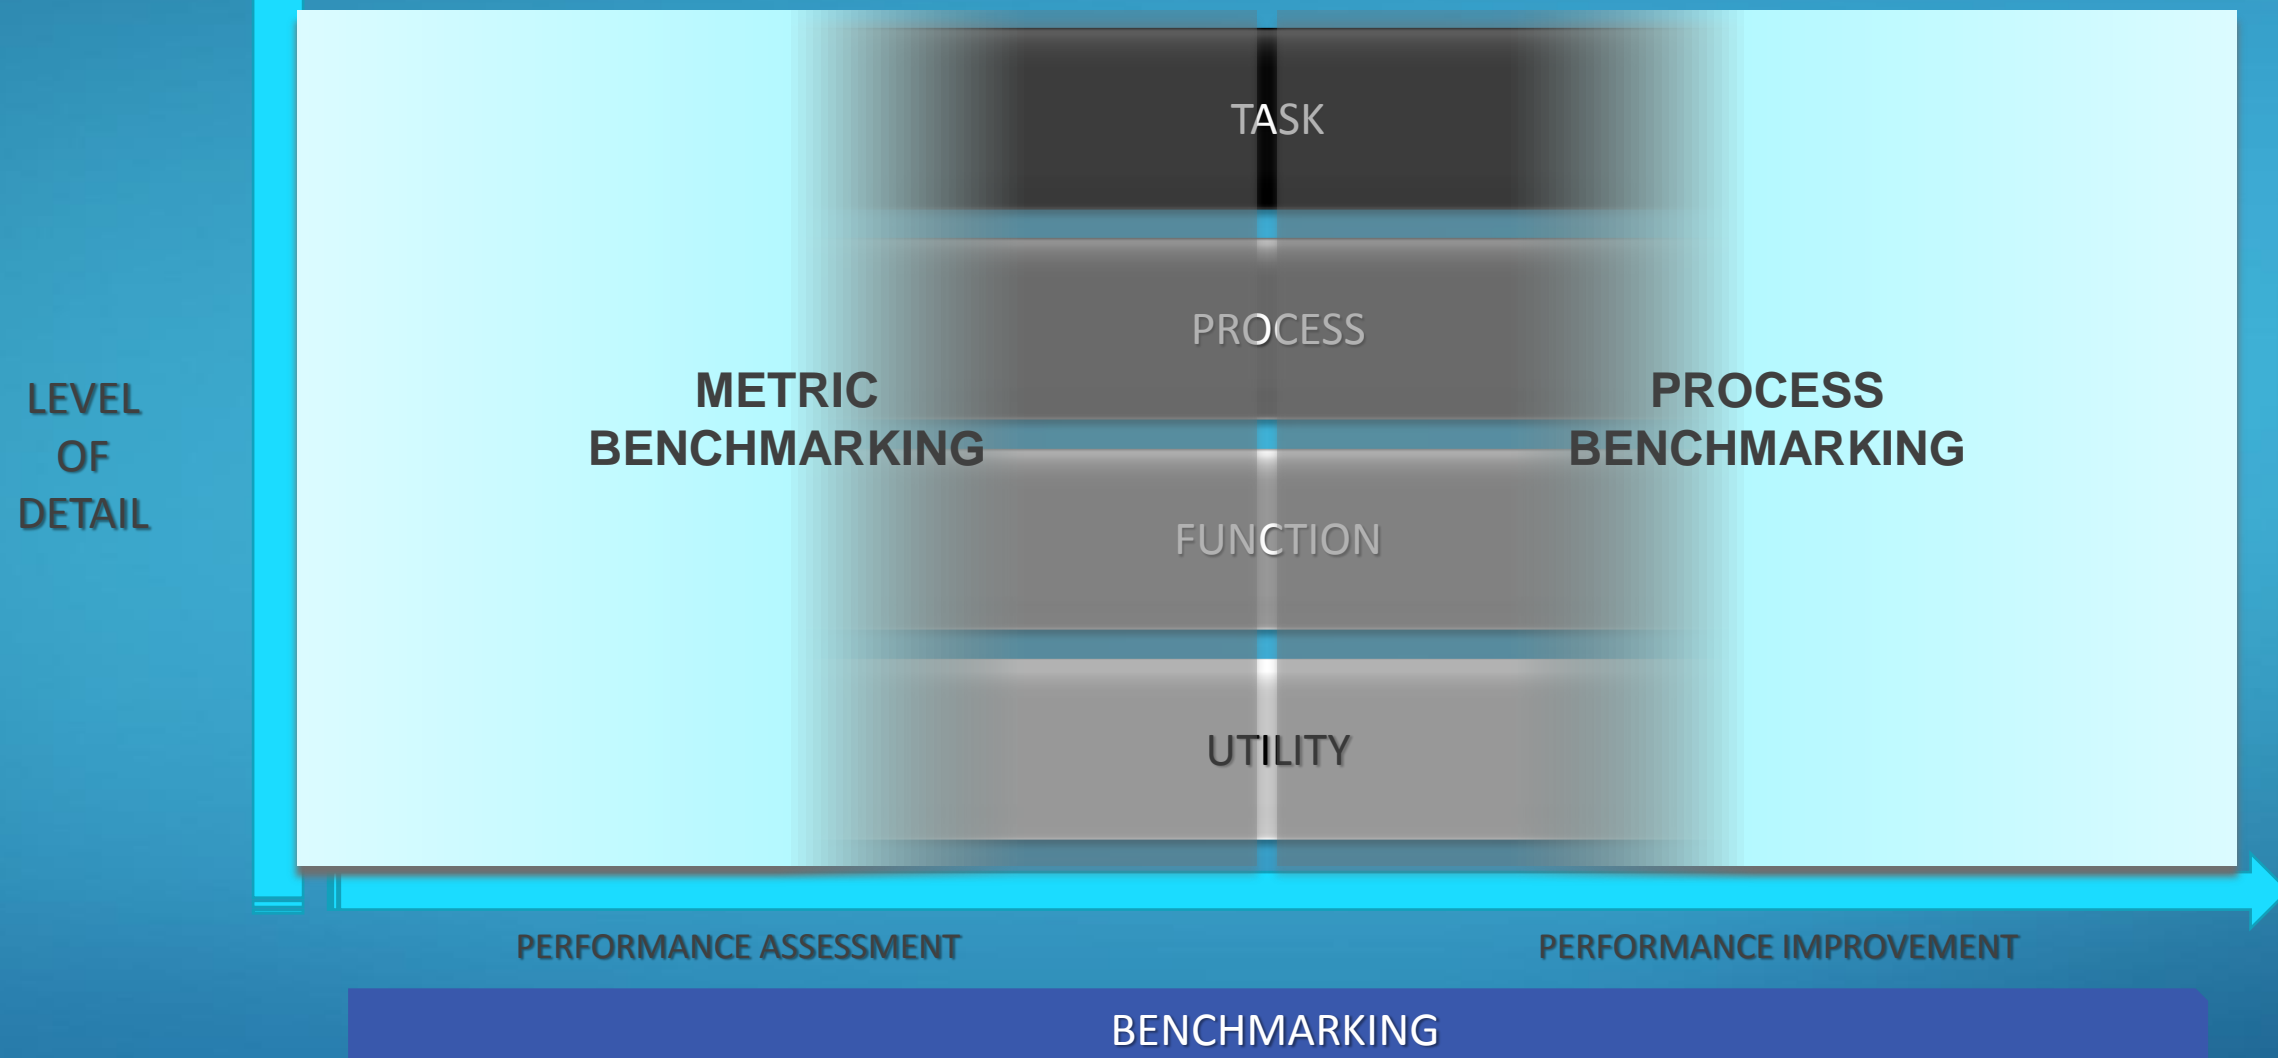 TASK
PROCESS
METRIC
BENCHMARKING
PROCESS
BENCHMARKING
LEVEL
OF
DETAIL
FUNCTION
UTILITY
PERFORMANCE ASSESSMENT
PERFORMANCE IMPROVEMENT
BENCHMARKING